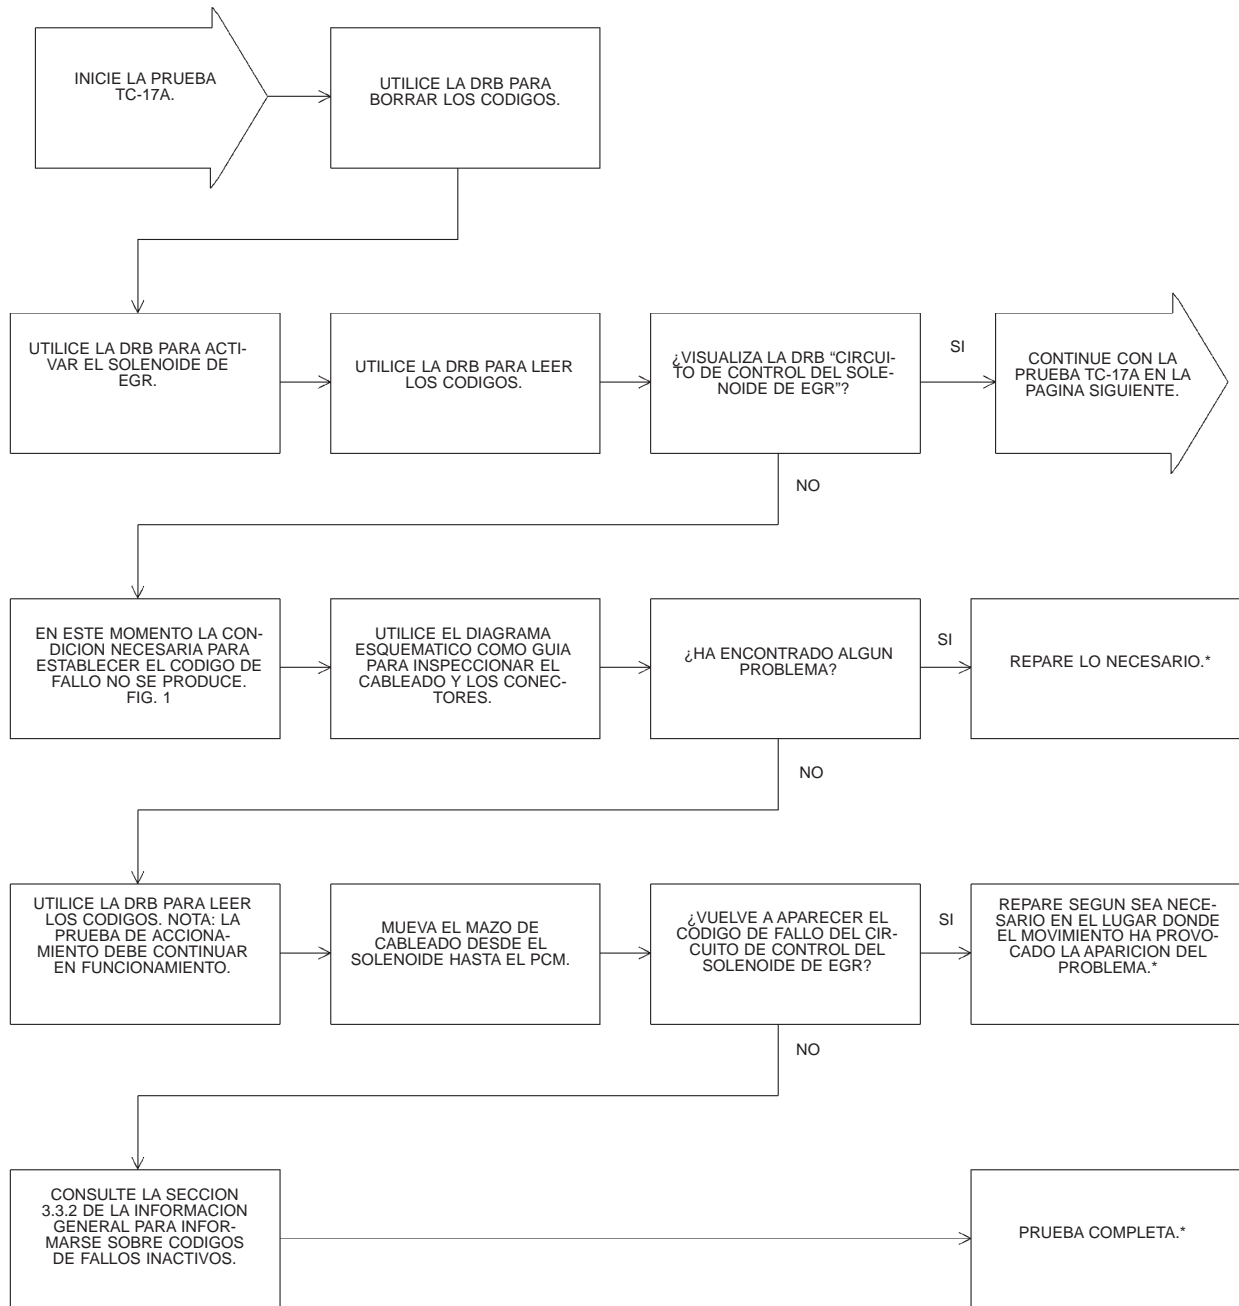 INICIE LA PRUEBA
TC-17A.
UTILICE LA DRB PARA
BORRAR LOS CODIGOS.
UTILICE LA DRB PARA ACTI-
VAR EL SOLENOIDE DE
EGR.
UTILICE LA DRB PARA LEER
LOS CODIGOS.
¿VISUALIZA LA DRB “CIRCUI-
TO DE CONTROL DEL SOLE-
NOIDE DE EGR”?
SI
CONTINUE CON LA
PRUEBA TC-17A EN LA
PAGINA SIGUIENTE.
NO
EN ESTE MOMENTO LA CON-
DICION NECESARIA PARA
ESTABLECER EL CODIGO DE
FALLO NO SE PRODUCE.
FIG. 1
UTILICE EL DIAGRAMA
ESQUEMATICO COMO GUIA
PARA INSPECCIONAR EL
CABLEADO Y LOS CONEC-
TORES.
¿HA ENCONTRADO ALGUN
PROBLEMA?
SI
REPARE LO NECESARIO.*
NO
UTILICE LA DRB PARA LEER
LOS CODIGOS. NOTA: LA
PRUEBA DE ACCIONA-
MIENTO DEBE CONTINUAR
EN FUNCIONAMIENTO.
MUEVA EL MAZO DE
CABLEADO DESDE EL
SOLENOIDE HASTA EL PCM.
¿VUELVE A APARECER EL
CODIGO DE FALLO DEL CIR-
CUITO DE CONTROL DEL
SOLENOIDE DE EGR?
SI
REPARE SEGUN SEA NECE-
SARIO EN EL LUGAR DONDE
EL MOVIMIENTO HA PROVO-
CADO LA APARICION DEL
PROBLEMA.*
NO
CONSULTE LA SECCION
3.3.2 DE LA INFORMACION
GENERAL PARA INFOR-
MARSE SOBRE CODIGOS
DE FALLOS INACTIVOS.
PRUEBA COMPLETA.*